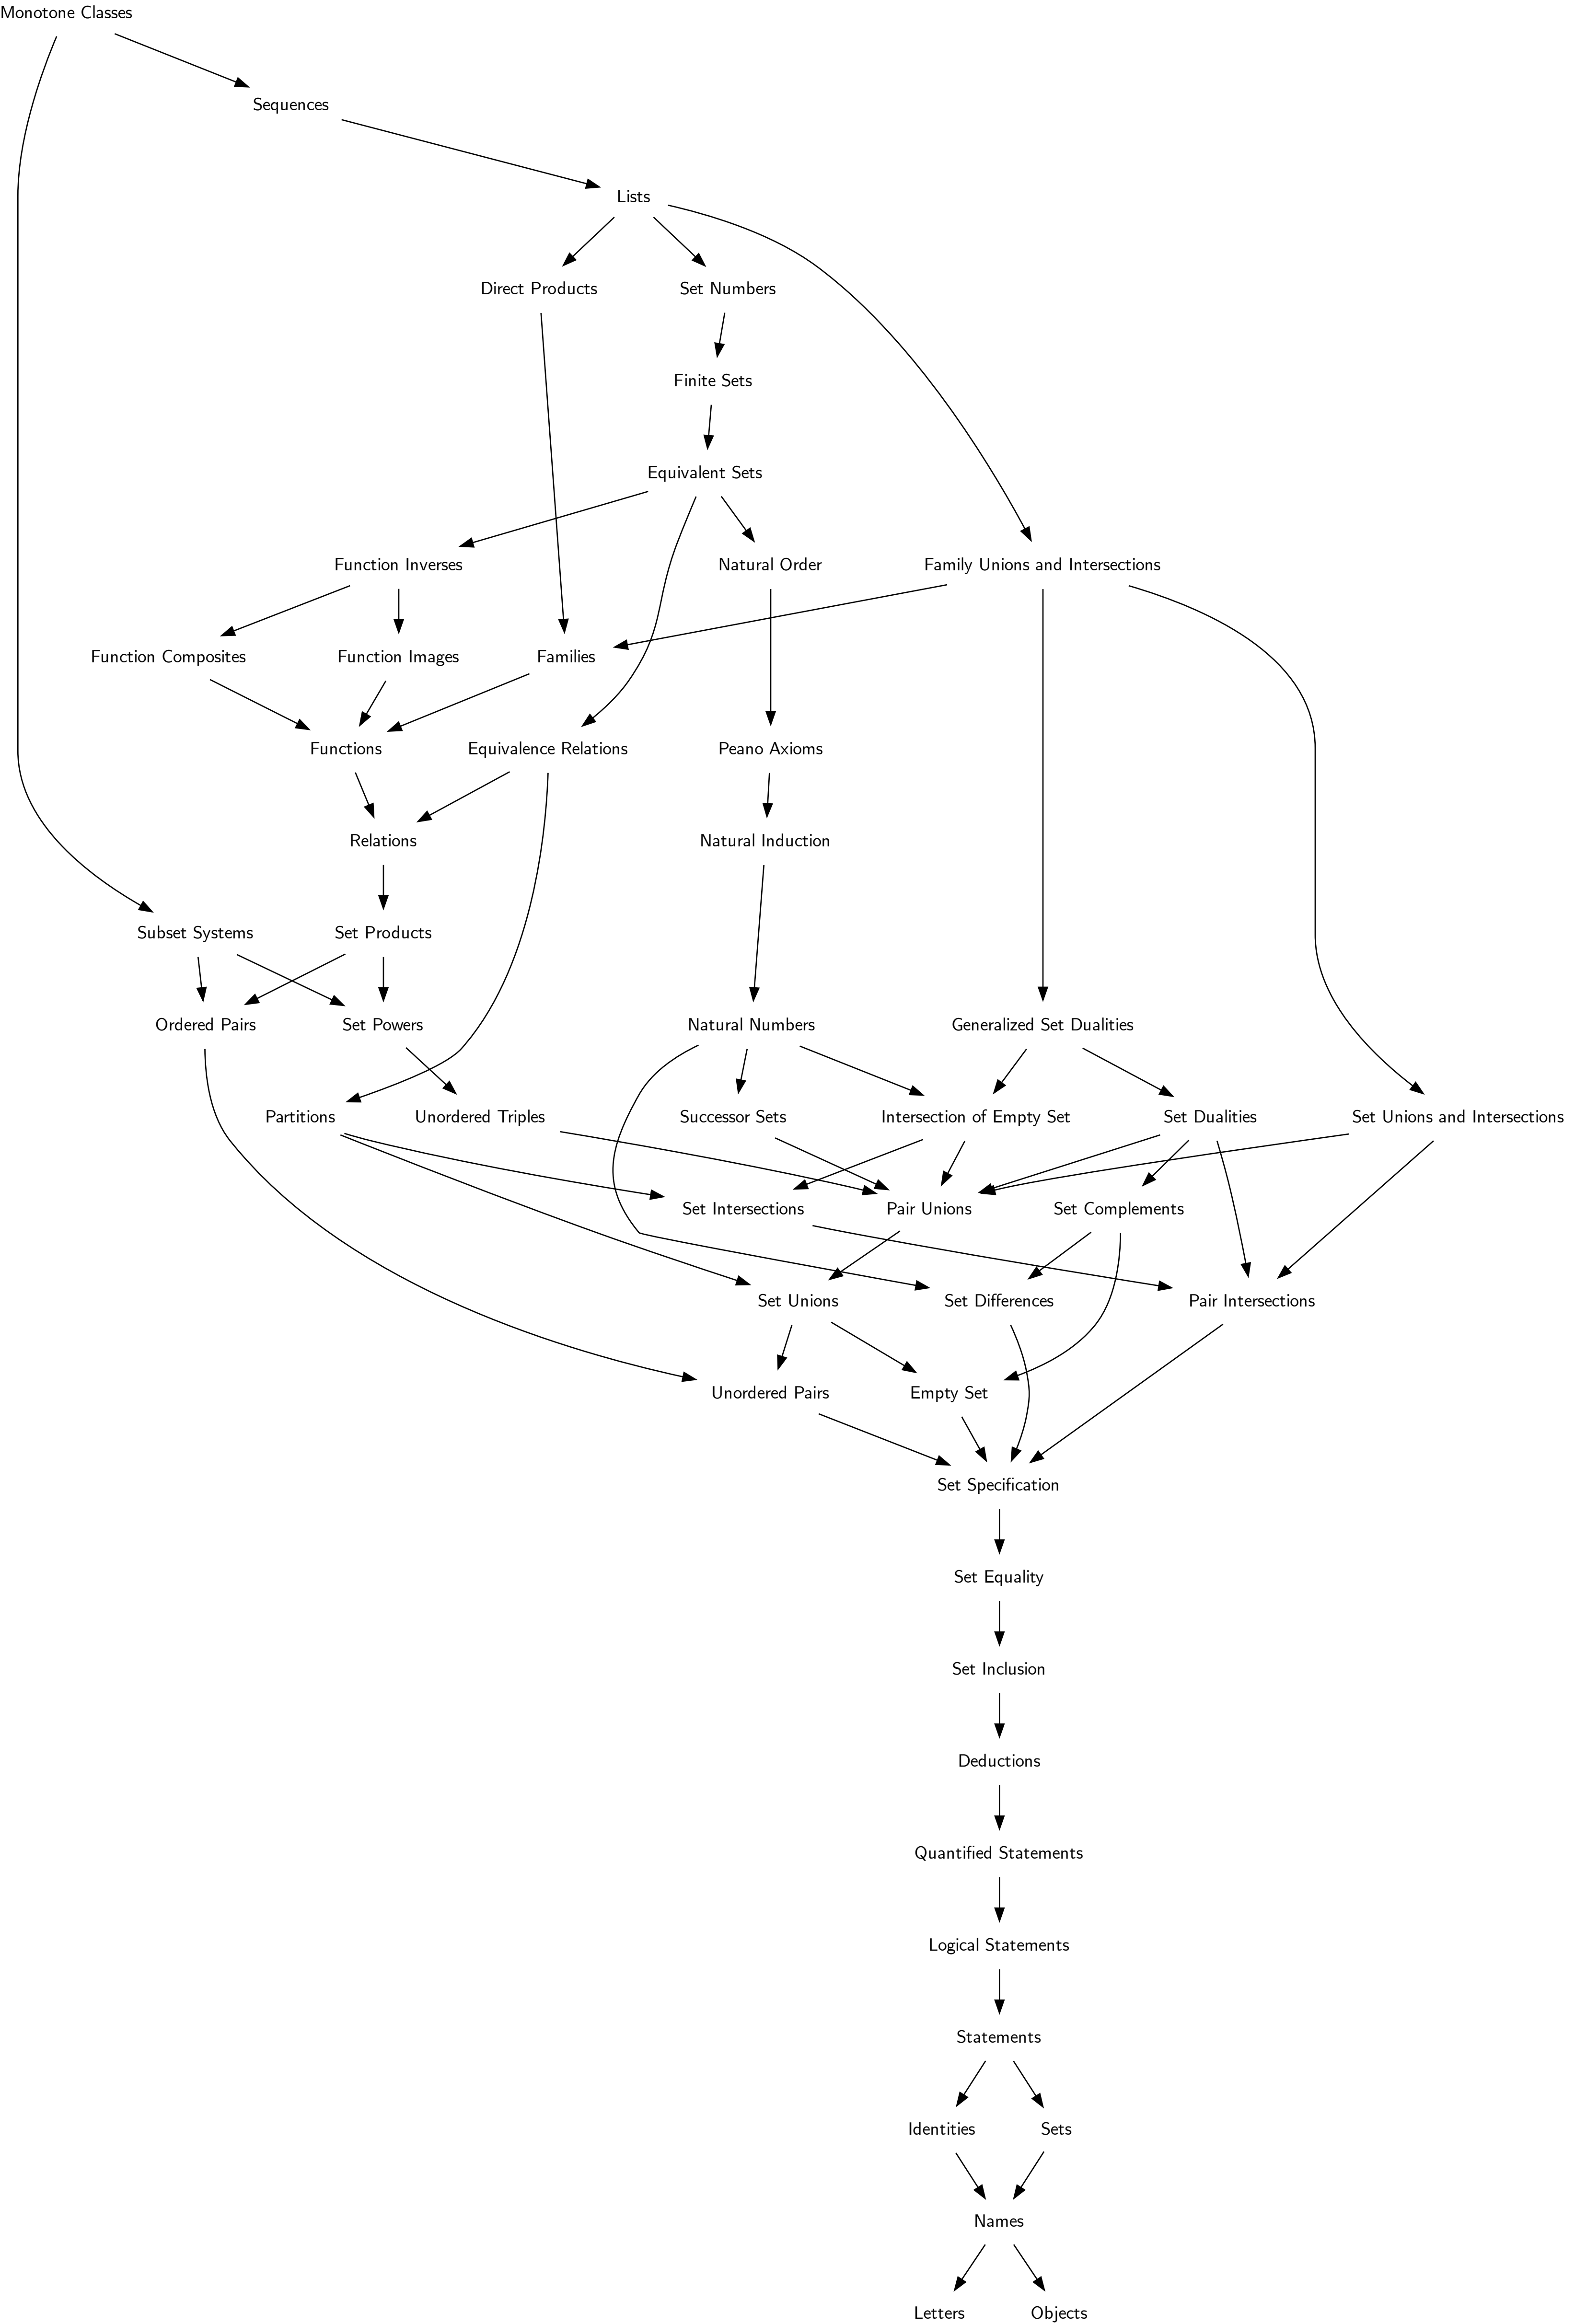 Monotone Classes
Sequences
Lists
Direct Products
Set Numbers
Finite Sets
Equivalent Sets
Function Inverses
Natural Order
Family Unions and Intersections
Function Composites
Function Images
Families
Functions
Equivalence Relations
Peano Axioms
Relations
Natural Induction
Subset Systems
Set Products
Ordered Pairs
Set Powers
Natural Numbers
Generalized Set Dualities
Partitions
Unordered Triples
Successor Sets
Intersection of Empty Set
Set Dualities
Set Unions and Intersections
Set Intersections
Pair Unions
Set Complements
Set Unions
Set Differences
Pair Intersections
Unordered Pairs
Empty Set
Set Specification
Set Equality
Set Inclusion
Deductions
Quantified Statements
Logical Statements
Statements
Identities
Sets
Names
Letters
Objects